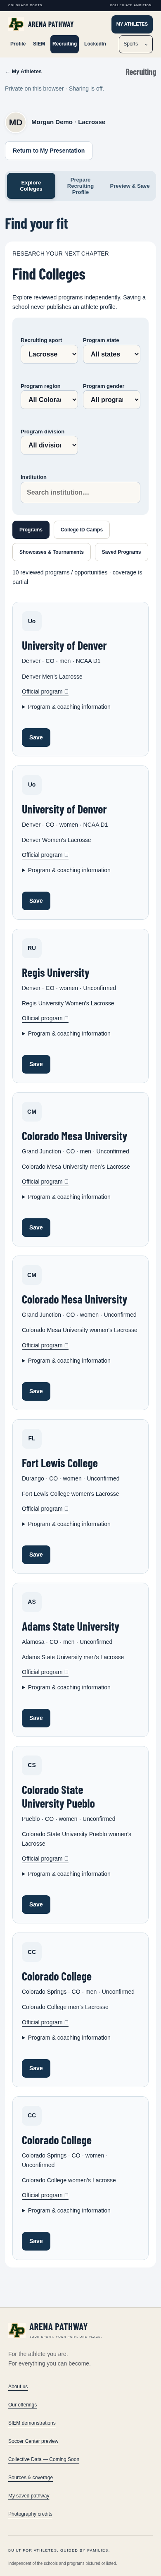 COLORADO ROOTS COLLEGIATE AMBITION
AP ARENA PATHWAY MY ATHLETES
Profile SIEM Recruiting LockedIn Sports
← My Athletes Recruiting
Private on this browser · Sharing is off.
MD Morgan Demo · Lacrosse
Return to My Presentation
Explore Colleges
Prepare Recruiting Profile
Preview & Save
Find your fit
RESEARCH YOUR NEXT CHAPTER
Find Colleges
Explore reviewed programs independently. Saving a
school never publishes an athlete profile.
Recruiting sport Program state
Lacrosse All states
Program region Program gender
All Colora All progra
Program division
All divisio
Institution
Search institution…
Programs College ID Camps
Showcases & Tournaments Saved Programs
10 reviewed programs / opportunities · coverage is
partial
Uo
University of Denver
Denver · CO · men · NCAA D1
Denver Men's Lacrosse
Official program
▶ Program & coaching information
Save
Uo
University of Denver
Denver · CO · women · NCAA D1
Denver Women's Lacrosse
Official program
▶ Program & coaching information
Save
RU
Regis University
Denver · CO · women · Unconfirmed
Regis University Women's Lacrosse
Official program
▶ Program & coaching information
Save
CM
Colorado Mesa University
Grand Junction · CO · men · Unconfirmed
Colorado Mesa University men's Lacrosse
Official program
▶ Program & coaching information
Save
CM
Colorado Mesa University
Grand Junction · CO · women · Unconfirmed
Colorado Mesa University women's Lacrosse
Official program
▶ Program & coaching information
Save
FL
Fort Lewis College
Durango · CO · women · Unconfirmed
Fort Lewis College women's Lacrosse
Official program
▶ Program & coaching information
Save
AS
Adams State University
Alamosa · CO · men · Unconfirmed
Adams State University men's Lacrosse
Official program
▶ Program & coaching information
Save
CS
Colorado State
University Pueblo
Pueblo · CO · women · Unconfirmed
Colorado State University Pueblo women's
Lacrosse
Official program
▶ Program & coaching information
Save
CC
Colorado College
Colorado Springs · CO · men · Unconfirmed
Colorado College men's Lacrosse
Official program
▶ Program & coaching information
Save
CC
Colorado College
Colorado Springs · CO · women ·
Unconfirmed
Colorado College women's Lacrosse
Official program
▶ Program & coaching information
Save
AP ARENA PATHWAY
YOUR SPORT. YOUR PATH. ONE PLACE.
For the athlete you are.
For everything you can become.
About us
Our offerings
SIEM demonstrations
Soccer Center preview
Collective Data — Coming Soon
Sources & coverage
My saved pathway
Photography credits
BUILT FOR ATHLETES. GUIDED BY FAMILIES.
Independent of the schools and programs pictured or listed.